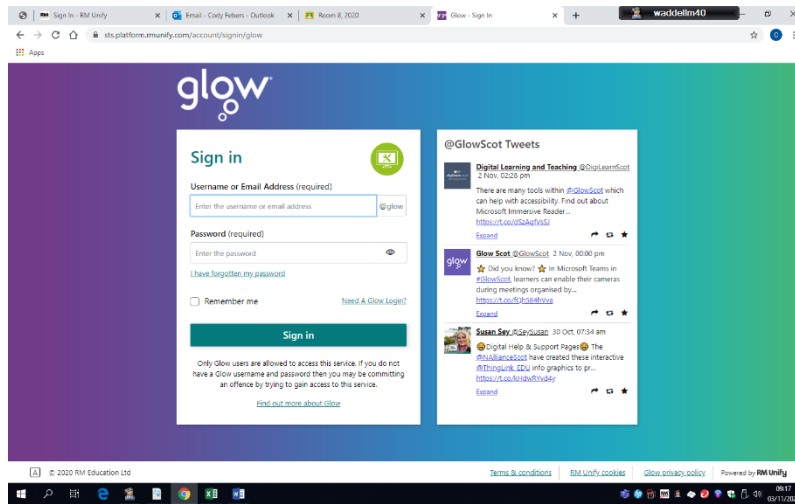 Sign In - RM Unify
Email - Cody Febers - Outlook
Room 8, 2020
Glow - Sign In
waddellm40
sts.platform.rmunify.com/account/signin/glow
C
Apps
glow
Sign in
Username or Email Address (required)
Enter the username or email address
@glow
Password (required)
Enter the password
I have forgotten my password
Remember me
Need A Glow Login?
Sign in
Only Glow users are allowed to access this service. If you do not
have a Glow username and password then you may be committing
an offence by trying to gain access to this service.
Find out more about Glow
@GlowScot Tweets
Digital Learning and Teaching @DigiLearnScot
2 Nov, 02:28 pm
There are many tools within @GlowScot which
can help with accessibility. Find out about
Microsoft Immersive Reader...
Expand
glow
Glow Scot @GlowScot 2 Nov, 00:00 pm
Did you know? In Microsoft Teams in
#GlowScot, learners can enable their cameras
during meetings organised by...
Expand
Susan Sey @SeySusan 30 Oct, 07:34 am
Digital Help & Support Pages The
@NAllianceScot have created these interactive
@ThingLink_EDU info graphics to pr...
https://t.co/kHdwRYvd4y
Expand
A
© 2020 RM Education Ltd
Terms & conditions
RM Unify cookies
Glow privacy policy
Powered by RM Unify
09:17